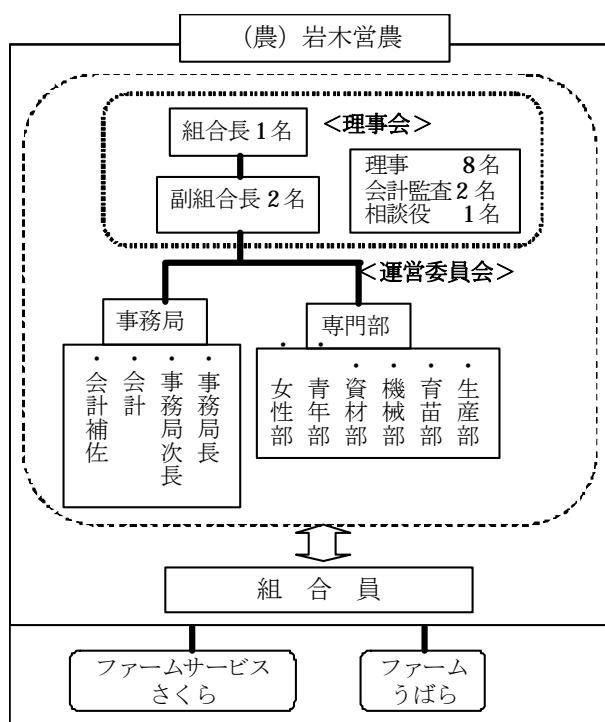 （農）岩木営農
＜理事会＞
組合長 1 名
副組合長 2 名
理事　　 8 名
会計監査 2 名
相談役　 1 名
＜運営委員会＞
事務局
・事務局長
・事務局次長
・会計
・会計補佐
専門部
・生産部
・育苗部
・機械部
・資材部
・青年部
・女性部
組　合　員
ファームサービス
さくら
ファーム
うばら